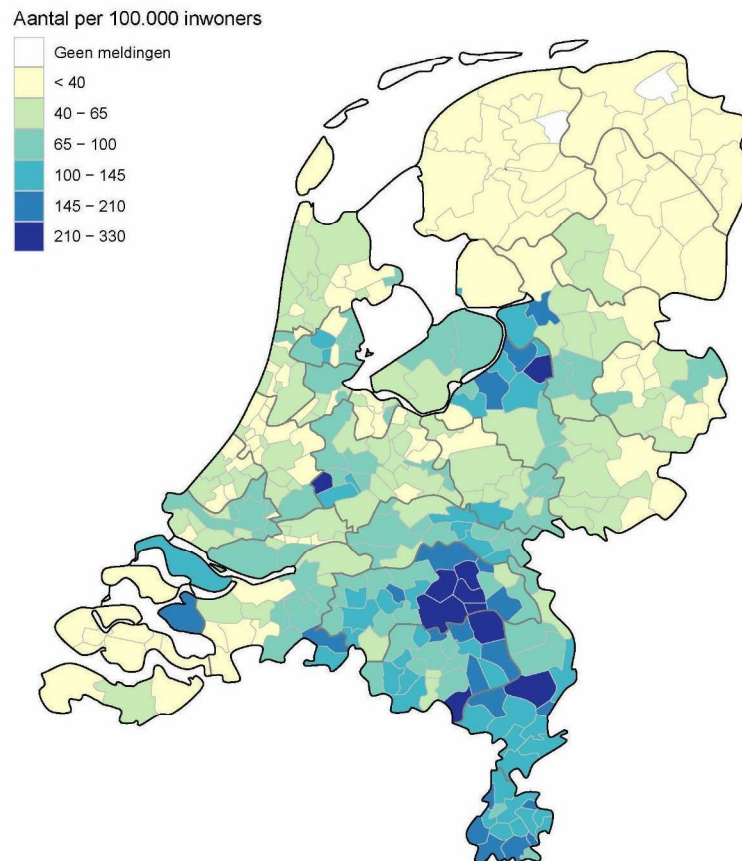 Aantal per 100.000 inwoners
Geen meldingen
< 40
40 – 65
65 – 100
100 – 145
145 – 210
210 – 330